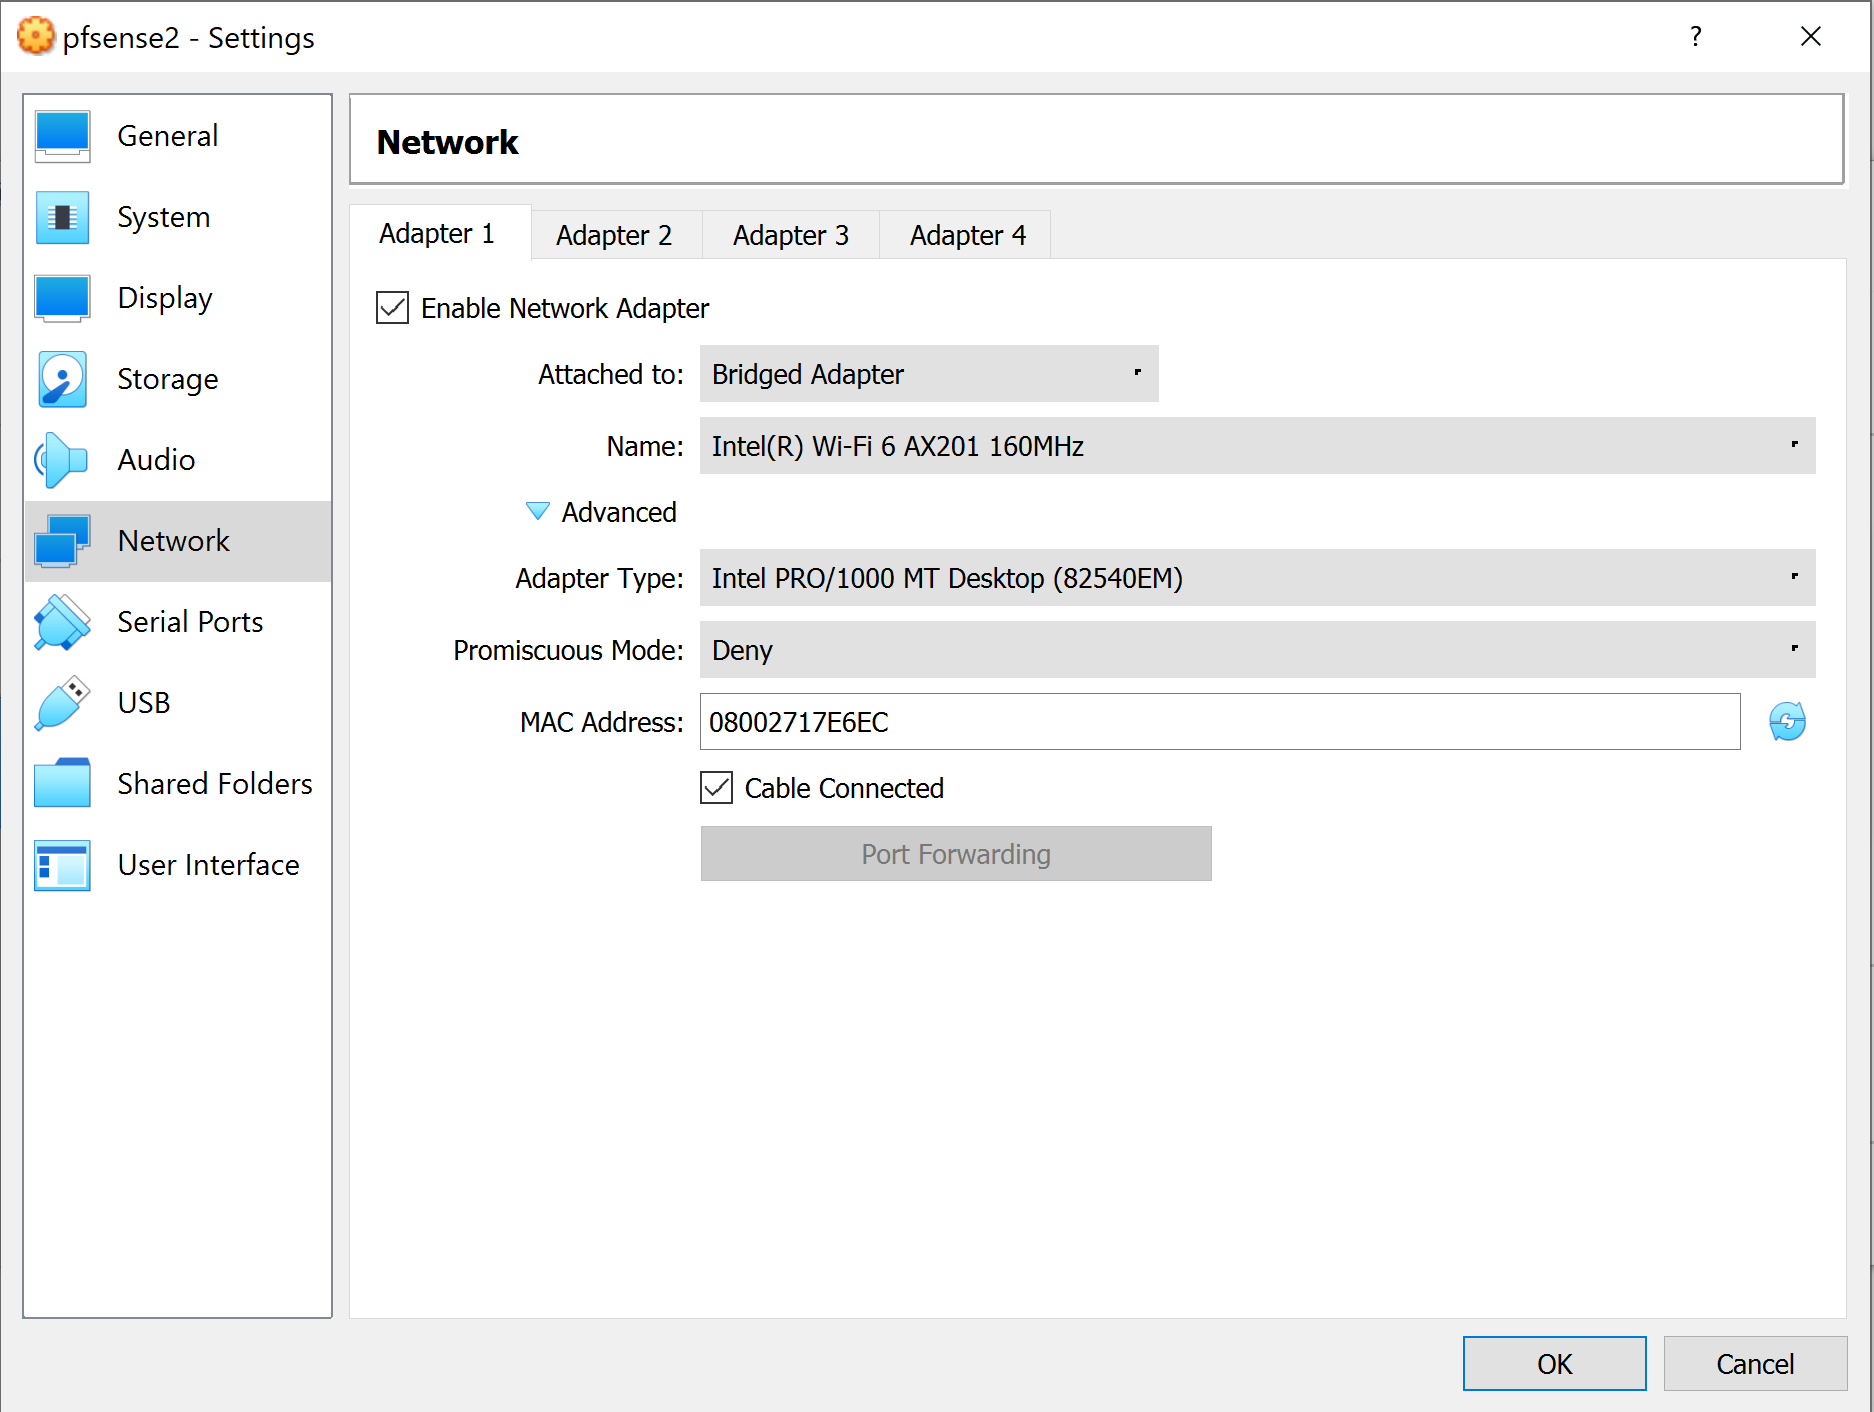 pfsense2 - Settings
?
General
System
Display
Storage
Audio
Network
Serial Ports
USB
Shared Folders
User Interface
Network
Adapter 1
Adapter 2
Adapter 3
Adapter 4
Enable Network Adapter
Attached to: Bridged Adapter
Name: Intel(R) Wi-Fi 6 AX201 160MHz
Advanced
Adapter Type: Intel PRO/1000 MT Desktop (82540EM)
Promiscuous Mode: Deny
MAC Address: 08002717E6EC
Cable Connected
Port Forwarding
OK
Cancel